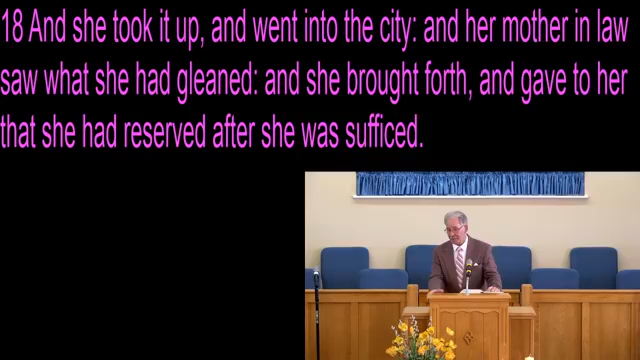 18 And she took it up, and went into the city: and her mother in law
saw what she had gleaned: and she brought forth, and gave to her
that she had reserved after she was sufficed.